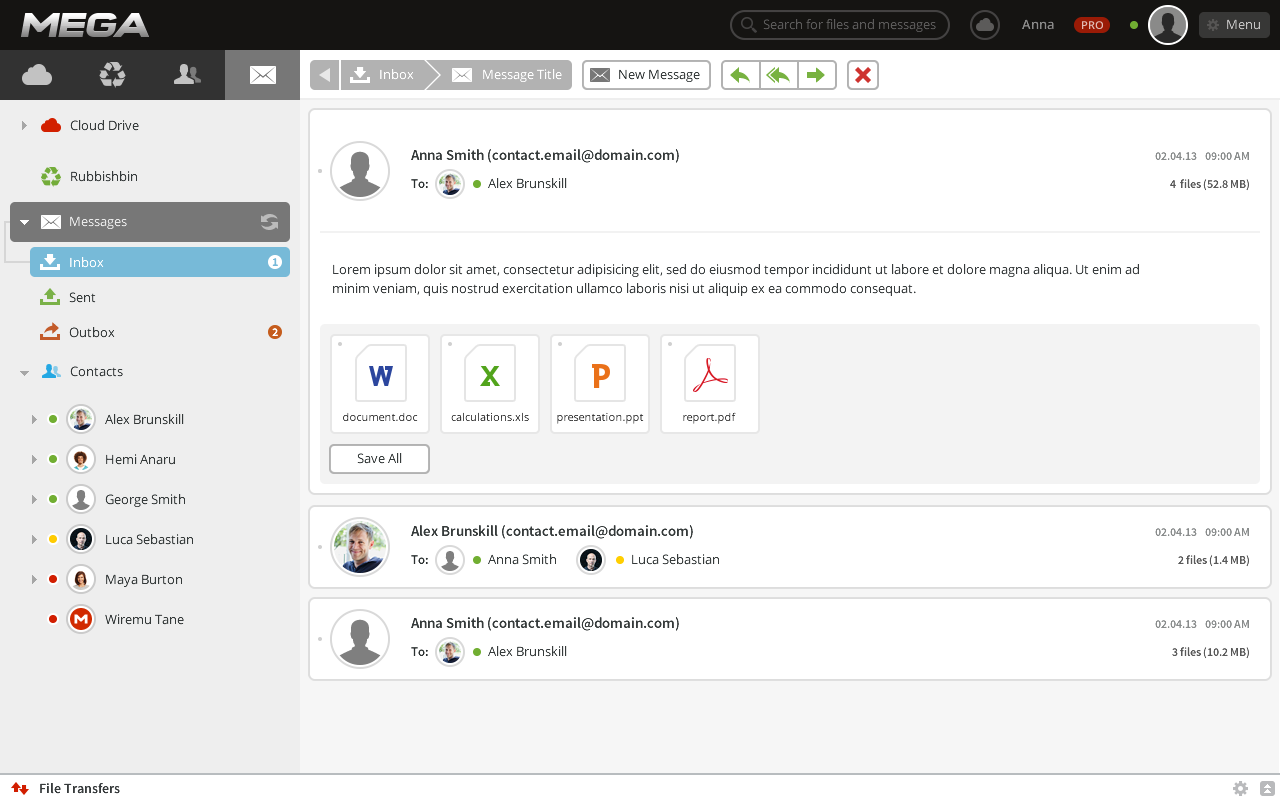 MEGA
Search for files and messages
Anna
PRO
Menu
Inbox
Message Title
New Message
Cloud Drive
Rubbishbin
Messages
Inbox
1
Sent
Outbox
2
Contacts
Alex Brunskill
Hemi Anaru
George Smith
Luca Sebastian
Maya Burton
Wiremu Tane
Anna Smith (contact.email@domain.com)
02.04.13 09:00 AM
To: Alex Brunskill
4 files (52.8 MB)
Lorem ipsum dolor sit amet, consectetur adipisicing elit, sed do eiusmod tempor incididunt ut labore et dolore magna aliqua. Ut enim ad
minim veniam, quis nostrud exercitation ullamco laboris nisi ut aliquip ex ea commodo consequat.
W
X
P
document.doc
calculations.xls
presentation.ppt
report.pdf
Save All
Alex Brunskill (contact.email@domain.com)
02.04.13 09:00 AM
To: Anna Smith Luca Sebastian
2 files (1.4 MB)
Anna Smith (contact.email@domain.com)
02.04.13 09:00 AM
To: Alex Brunskill
3 files (10.2 MB)
M
File Transfers